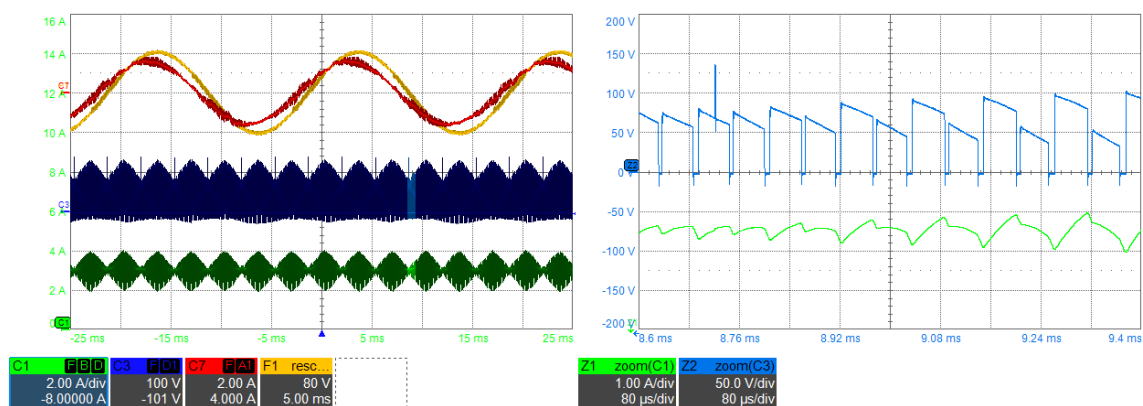 16 A
14 A
C7
12 A
10 A
8 A
C3
6 A
4 A
2 A
C1
0 A
-25 ms -15 ms -5 ms 5 ms 15 ms 25 ms
200 V
150 V
100 V
50 V
Z2
0 V
-50 V
-100 V
-150 V
-200 V
8.6 ms 8.76 ms 8.92 ms 9.08 ms 9.24 ms 9.4 ms
C1 F B D
2.00 A/div
-8.00000 A
C3 F D1
100 V
-101 V
C7 F A1
2.00 A
4.000 A
F1 resc...
80 V
5.00 ms
Z1 zoom(C1)
1.00 A/div
80 µs/div
Z2 zoom(C3)
50.0 V/div
80 µs/div